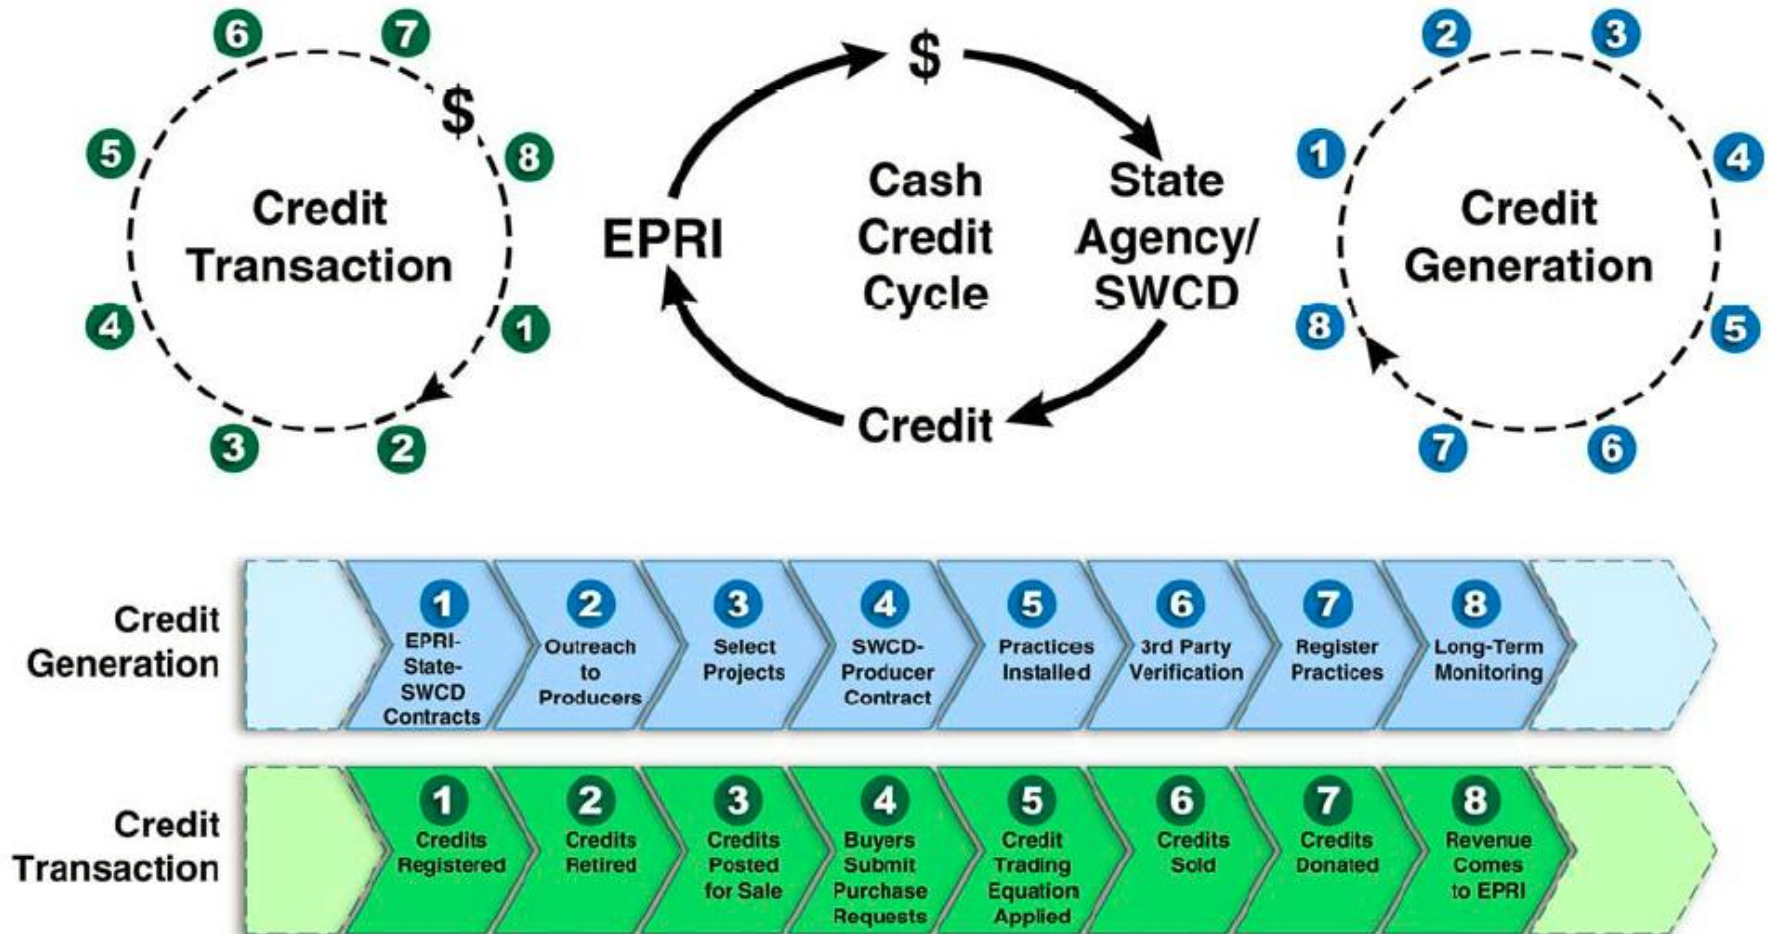 6
7
$
5
8
Credit
Transaction
4
1
3
2
$
EPRI
Cash
Credit
Cycle
State
Agency/
SWCD
Credit
2
3
1
4
Credit
Generation
8
5
7
6
Credit
Generation
1
EPRI-
State-
SWCD
Contracts
2
Outreach
to
Producers
3
Select
Projects
4
SWCD-
Producer
Contract
5
Practices
Installed
6
3rd Party
Verification
7
Register
Practices
8
Long-Term
Monitoring
Credit
Transaction
1
Credits
Registered
2
Credits
Retired
3
Credits
Posted
for Sale
4
Buyers
Submit
Purchase
Requests
5
Credit
Trading
Equation
Applied
6
Credits
Sold
7
Credits
Donated
8
Revenue
Comes
to EPRI